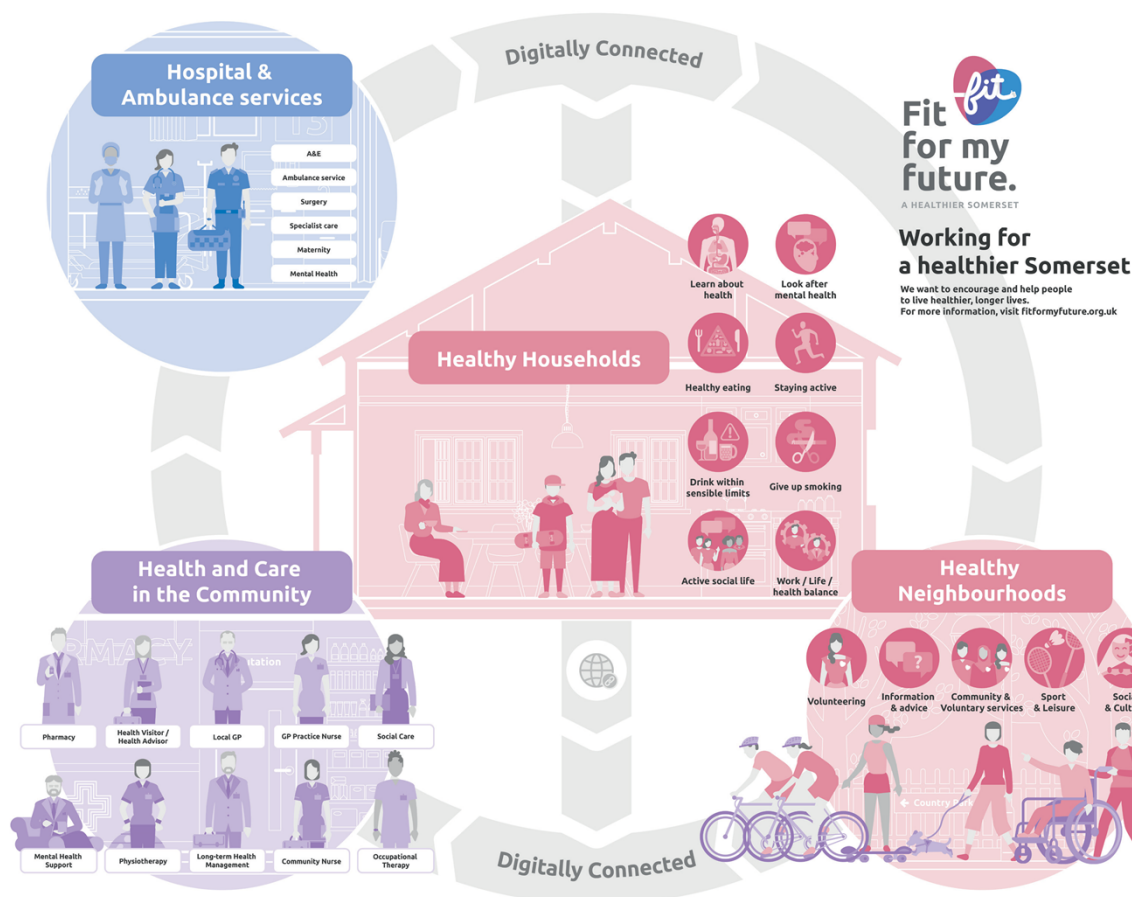 Digitally Connected
Hospital &
Ambulance services
A&E
Ambulance service
Surgery
Specialist care
Maternity
Mental Health
fit
Fit
for my
future.
A HEALTHIER SOMERSET
Working for
a healthier Somerset
We want to encourage and help people
to live healthier, longer lives.
For more information, visit fitformyfuture.org.uk
Healthy Households
Learn about
health
Look after
mental health
Healthy eating
Staying active
Drink within
sensible limits
Give up smoking
Active social life
Work / Life /
health balance
Health and Care
in the Community
Pharmacy
Health Visitor /
Health Advisor
Local GP
GP Practice Nurse
Social Care
Mental Health
Support
Physiotherapy
Long-term Health
Management
Community Nurse
Occupational
Therapy
Healthy
Neighbourhoods
Volunteering
Information
& advice
Community &
Voluntary services
Sport
& Leisure
← Country Park
Digitally Connected